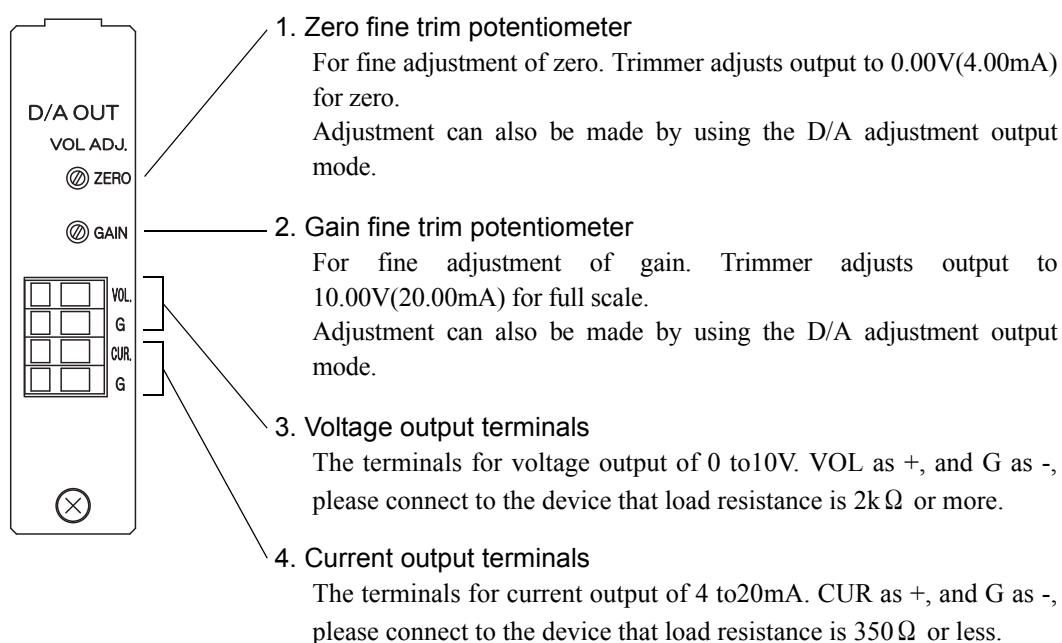 D/A OUT
VOL ADJ.
ZERO
GAIN
VOL.
G
CUR.
G
1. Zero fine trim potentiometer
For fine adjustment of zero. Trimmer adjusts output to 0.00V(4.00mA)
for zero.
Adjustment can also be made by using the D/A adjustment output
mode.
2. Gain fine trim potentiometer
For fine adjustment of gain. Trimmer adjusts output to
10.00V(20.00mA) for full scale.
Adjustment can also be made by using the D/A adjustment output
mode.
3. Voltage output terminals
The terminals for voltage output of 0 to10V. VOL as +, and G as -,
please connect to the device that load resistance is 2kΩ or more.
4. Current output terminals
The terminals for current output of 4 to20mA. CUR as +, and G as -,
please connect to the device that load resistance is 350Ω or less.